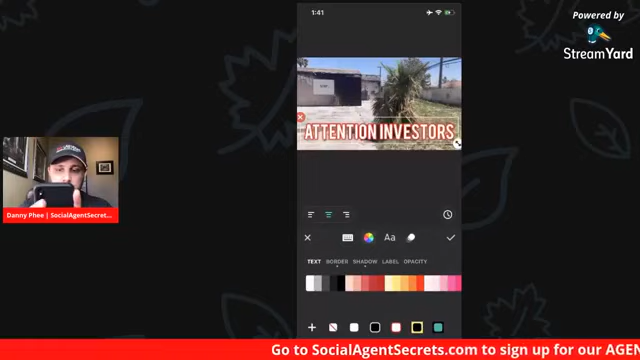 1:41
Powered by
StreamYard
ATTENTION INVESTORS
Danny Phee | SocialAgentSecret...
Aa
TEXT BORDER SHADOW LABEL OPACITY
Go to SocialAgentSecrets.com to sign up for our AGEN